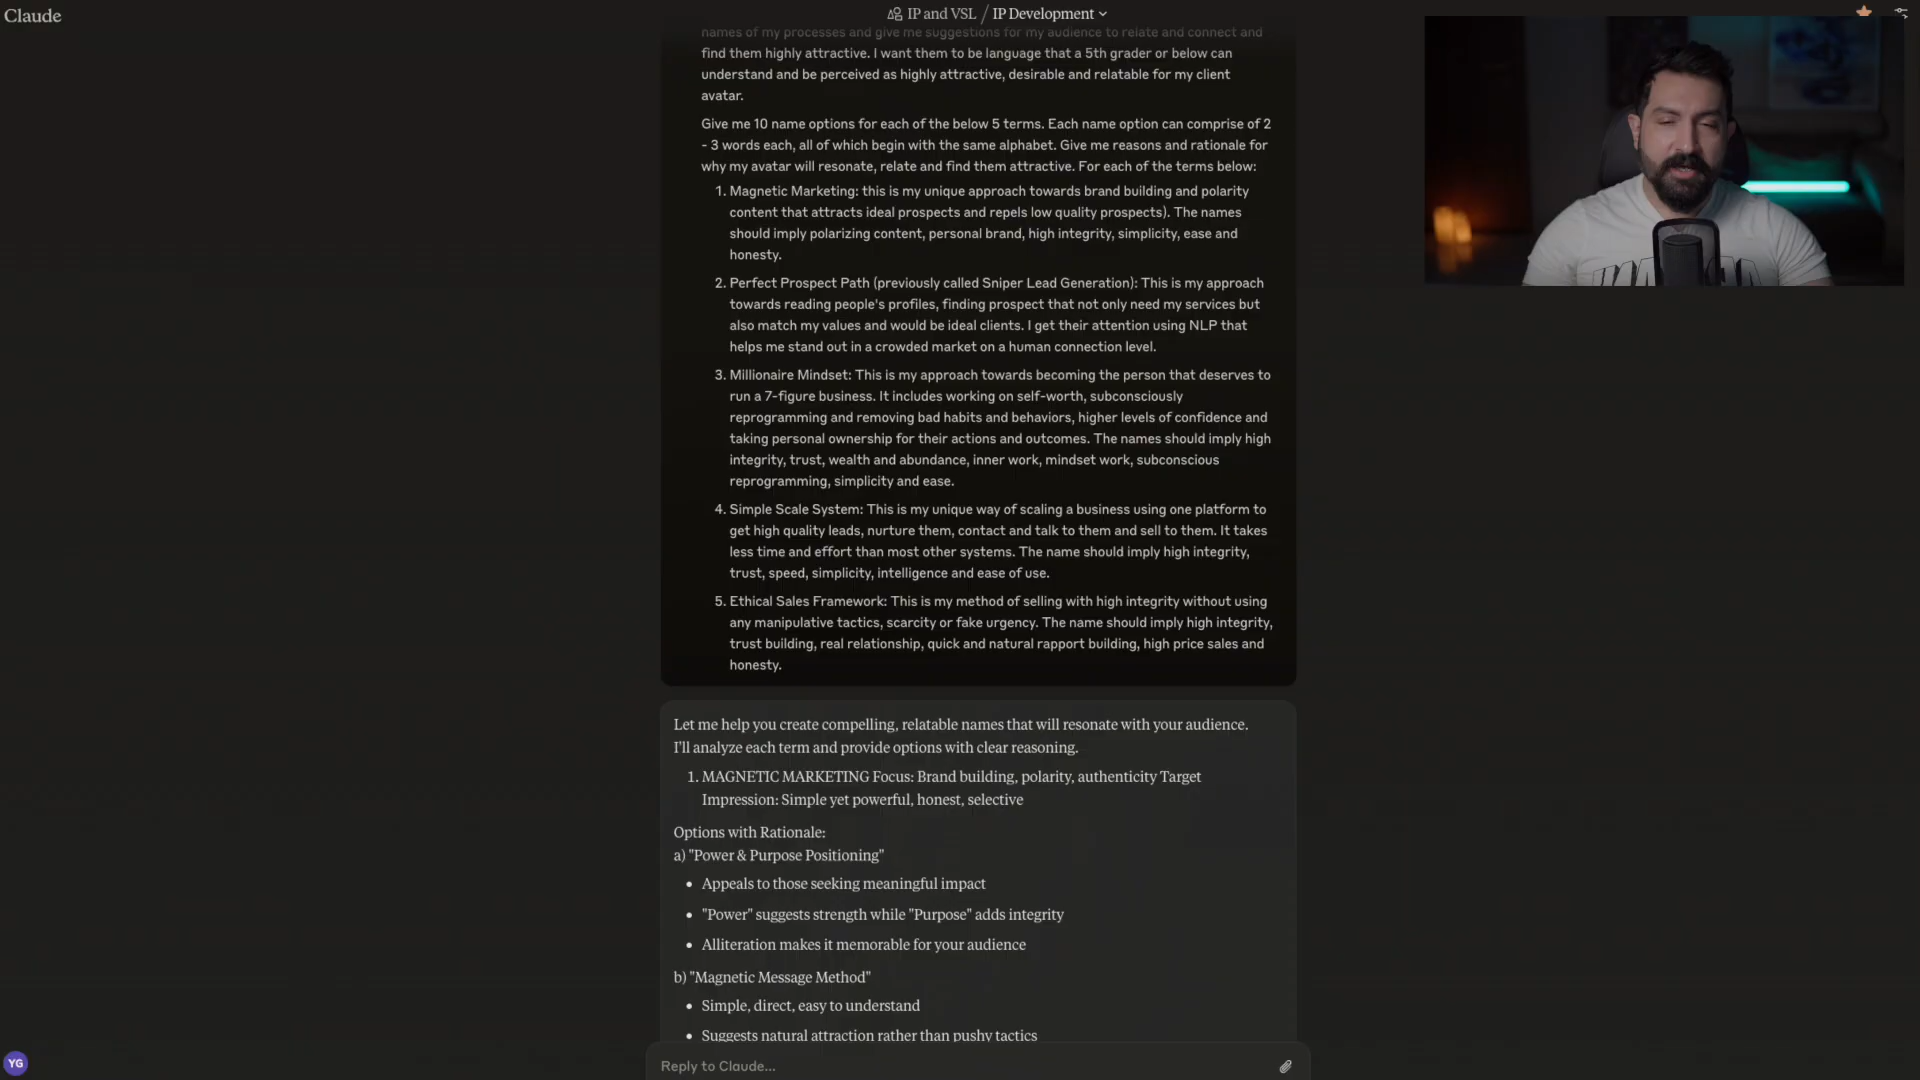 Claude
IP and VSL / IP Development
names of my processes and give me suggestions for my audience to relate and connect and
find them highly attractive. I want them to be language that a 5th grader or below can
understand and be perceived as highly attractive, desirable and relatable for my client
avatar.
Give me 10 name options for each of the below 5 terms. Each name option can comprise of 2
- 3 words each, all of which begin with the same alphabet. Give me reasons and rationale for
why my avatar will resonate, relate and find them attractive. For each of the terms below:
1. Magnetic Marketing: this is my unique approach towards brand building and polarity
content that attracts ideal prospects and repels low quality prospects). The names
should imply polarizing content, personal brand, high integrity, simplicity, ease and
honesty.
2. Perfect Prospect Path (previously called Sniper Lead Generation): This is my approach
towards reading people's profiles, finding prospect that not only need my services but
also match my values and would be ideal clients. I get their attention using NLP that
helps me stand out in a crowded market on a human connection level.
3. Millionaire Mindset: This is my approach towards becoming the person that deserves to
run a 7-figure business. It includes working on self-worth, subconsciously
reprogramming and removing bad habits and behaviors, higher levels of confidence and
taking personal ownership for their actions and outcomes. The names should imply high
integrity, trust, wealth and abundance, inner work, mindset work, subconscious
reprogramming, simplicity and ease.
4. Simple Scale System: This is my unique way of scaling a business using one platform to
get high quality leads, nurture them, contact and talk to them and sell to them. It takes
less time and effort than most other systems. The name should imply high integrity,
trust, speed, simplicity, intelligence and ease of use.
5. Ethical Sales Framework: This is my method of selling with high integrity without using
any manipulative tactics, scarcity or fake urgency. The name should imply high integrity,
trust building, real relationship, quick and natural rapport building, high price sales and
honesty.
Let me help you create compelling, relatable names that will resonate with your audience.
I'll analyze each term and provide options with clear reasoning.
1. MAGNETIC MARKETING Focus: Brand building, polarity, authenticity Target
Impression: Simple yet powerful, honest, selective
Options with Rationale:
a) "Power & Purpose Positioning"
• Appeals to those seeking meaningful impact
• "Power" suggests strength while "Purpose" adds integrity
• Alliteration makes it memorable for your audience
b) "Magnetic Message Method"
• Simple, direct, easy to understand
• Suggests natural attraction rather than pushy tactics
Reply to Claude...
YG